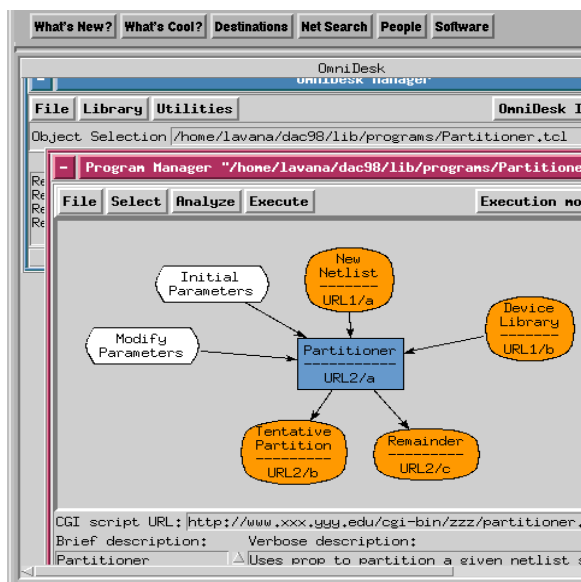 What's New? What's Cool? Destinations Net Search People Software
OmniDesk
OmniDesk Manager
File Library Utilities OmniDesk I
Object Selection /home/lavana/dac98/lib/programs/Partitioner.tcl
Program Manager "/home/lavana/dac98/lib/programs/Partitione
Re
Re
Re
Re
File Select Analyze Execute Execution mo
New
Netlist
--------
URL1/a
Initial
Parameters
Device
Library
--------
URL1/b
Modify
Parameters
Partitioner
-----------
URL2/a
Tentative
Partition
---------
URL2/b
Remainder
---------
URL2/c
CGI script URL: http://www.xxx.yyy.edu/cgi-bin/zzz/partitioner.
Brief description: Verbose description:
Partitioner Uses prop to partition a given netlist